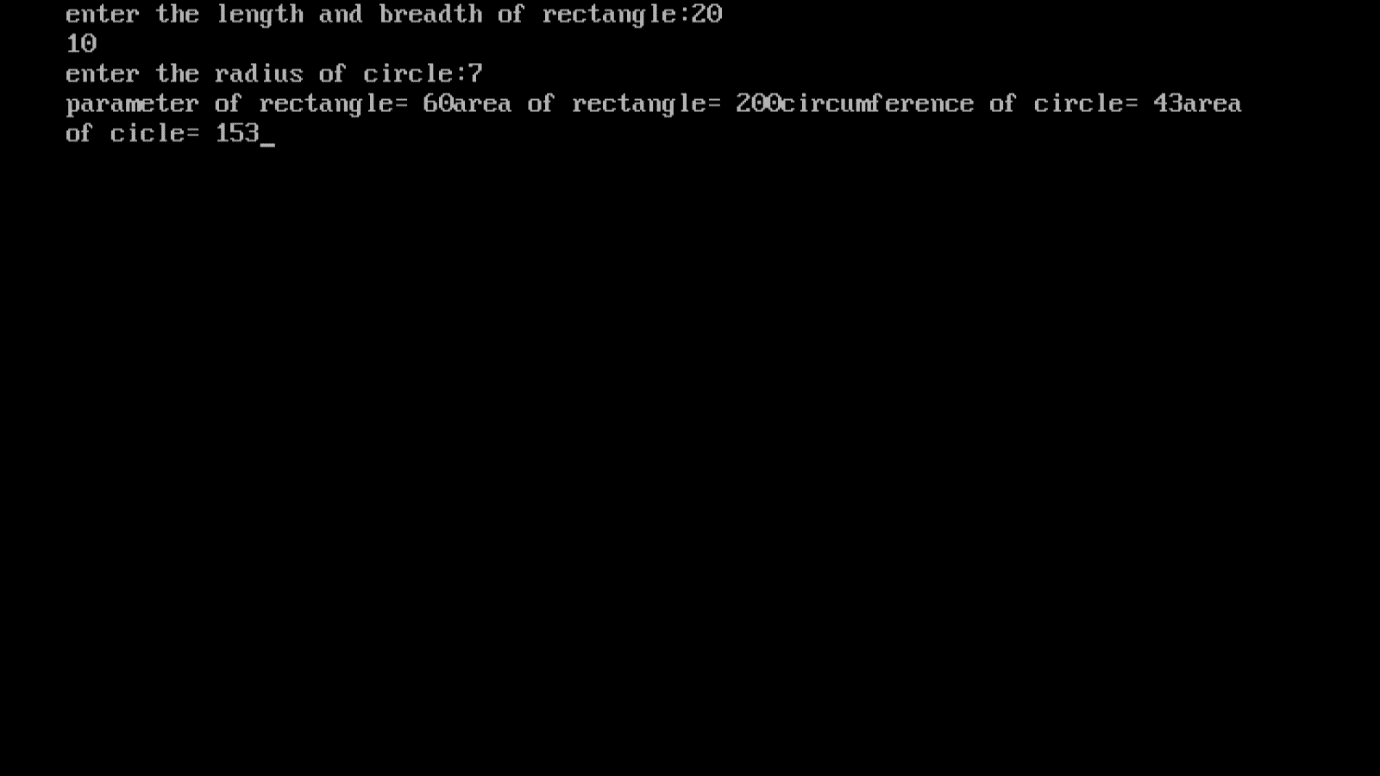 enter the length and breadth of rectangle:20
10
enter the radius of circle:7
parameter of rectangle= 60area of rectangle= 200circumference of circle= 43area
of cicle= 153_